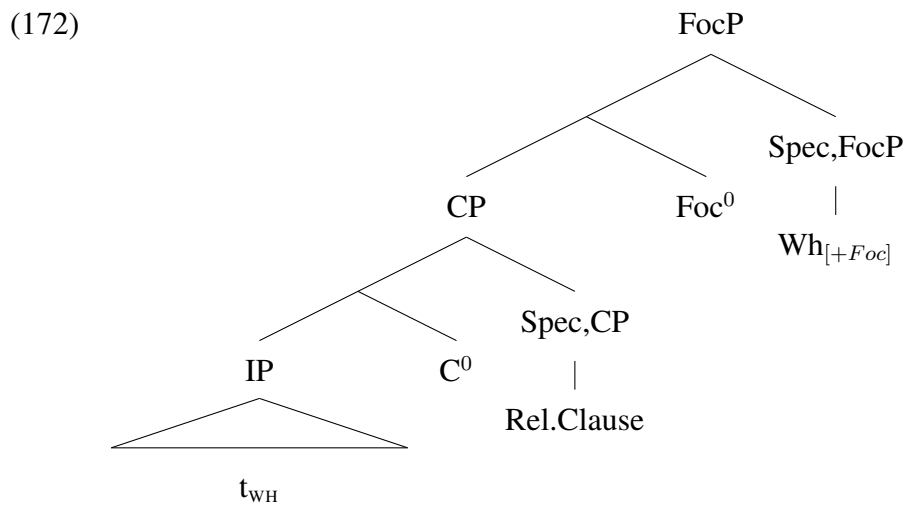 (172) FocP
Spec,FocP
CP Foc⁰
Wh[+Foc]
Spec,CP
IP C⁰
Rel.Clause
tWH